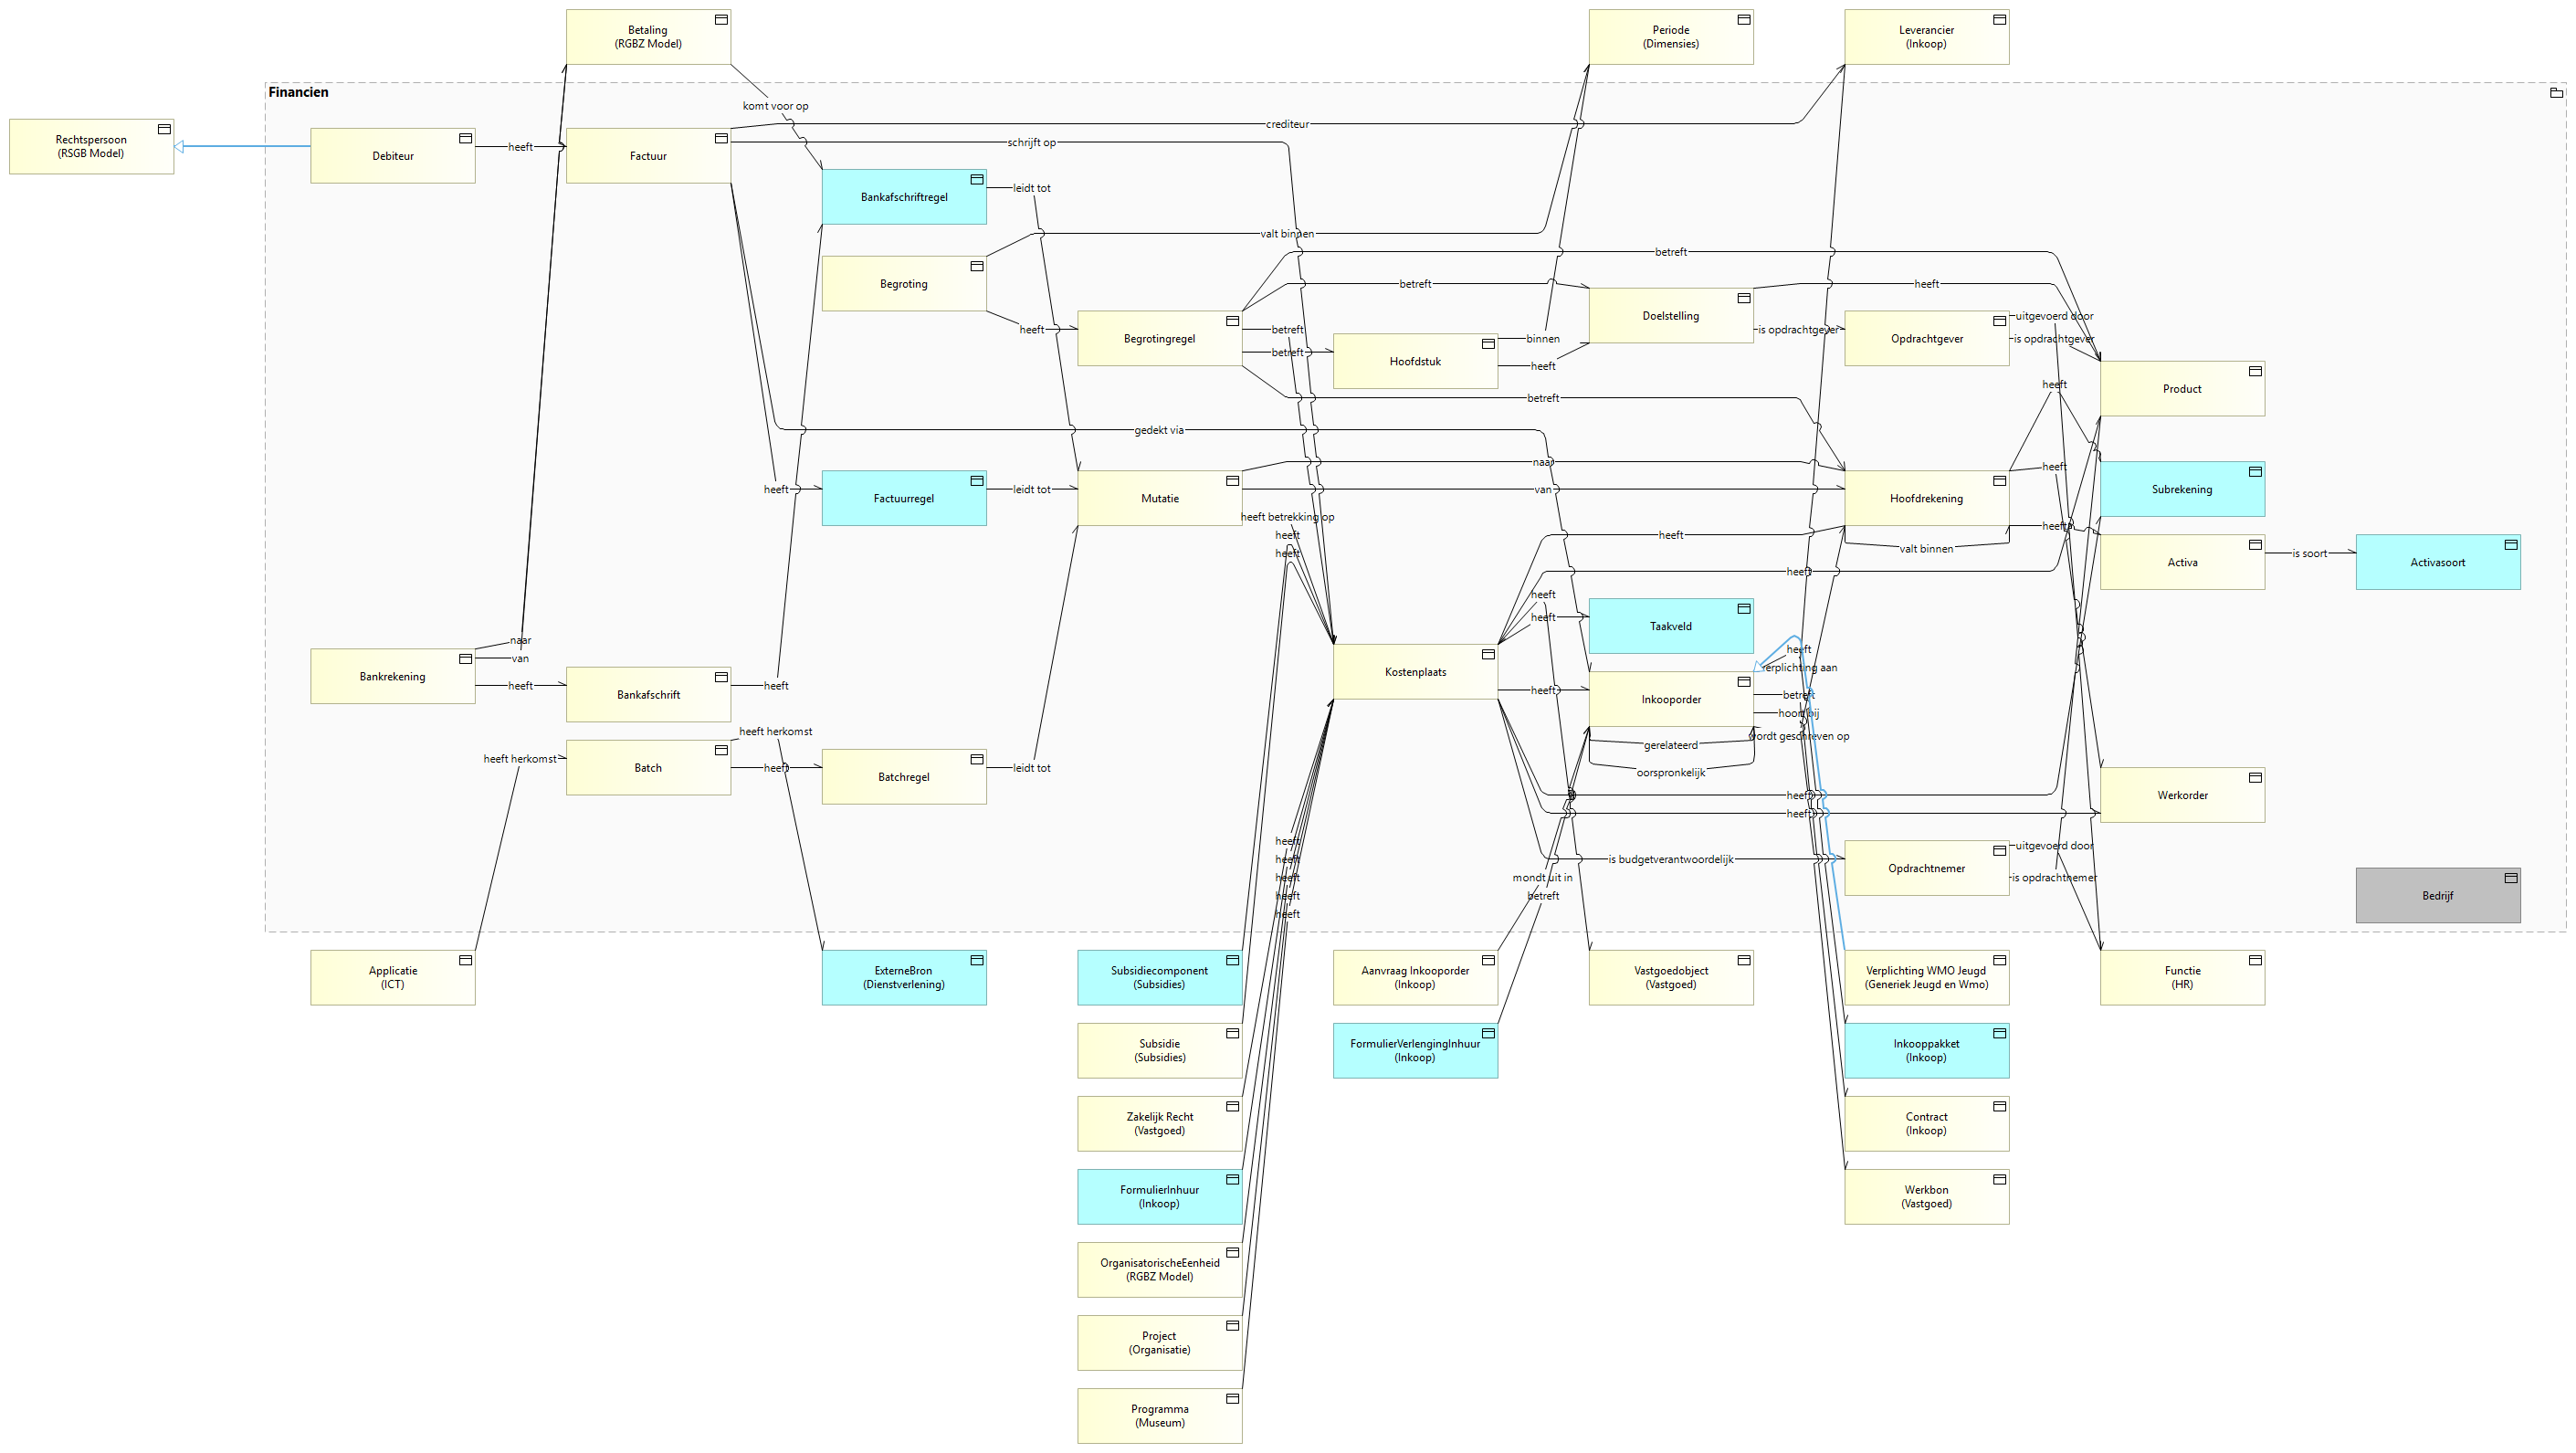 Betaling
(RGBZ Model)
Periode
(Dimensies)
Leverancier
(Inkoop)
Financien
komt voor op
crediteur
Rechtspersoon
(RSGB Model)
Debiteur
heeft
Factuur
schrijft op
Bankafschriftregel
leidt tot
valt binnen
betreft
Begroting
betreft
heeft
heeft
Begrotingregel
betreft
betreft
Hoofdstuk
binnen
heeft
Doelstelling
is opdrachtgever
Opdrachtgever
uitgevoerd door
is opdrachtgever
Product
heeft
betreft
gedekt via
naar
heeft
heeft
Factuurregel
leidt tot
Mutatie
van
Hoofdrekening
Subrekening
heeft betrekking op
heeft
heeft
heeft
heeft
valt binnen
Activa
is soort
Activasoort
heeft
heeft
heeft
Taakveld
naar
van
Bankrekening
heeft
Bankafschrift
heeft
Kostenplaats
heeft
Inkooporder
heeft
verplichting aan
betreft
hoort bij
wordt geschreven op
gerelateerd
oorspronkelijk
heeft herkomst
heeft herkomst
Batch
heeft
Batchregel
leidt tot
heeft
heeft
Werkorder
heeft
heeft
heeft
heeft
heeft
is budgetverantwoordelijk
Opdrachtnemer
uitgevoerd door
is opdrachtnemer
mondt uit in
betreft
Bedrijf
Applicatie
(ICT)
ExterneBron
(Dienstverlening)
Subsidiecomponent
(Subsidies)
Aanvraag Inkooporder
(Inkoop)
Vastgoedobject
(Vastgoed)
Verplichting WMO Jeugd
(Generiek Jeugd en Wmo)
Functie
(HR)
Subsidie
(Subsidies)
FormulierVerlengingInhuur
(Inkoop)
Inkooppakket
(Inkoop)
Zakelijk Recht
(Vastgoed)
Contract
(Inkoop)
FormulierInhuur
(Inkoop)
Werkbon
(Vastgoed)
OrganisatorischeEenheid
(RGBZ Model)
Project
(Organisatie)
Programma
(Museum)